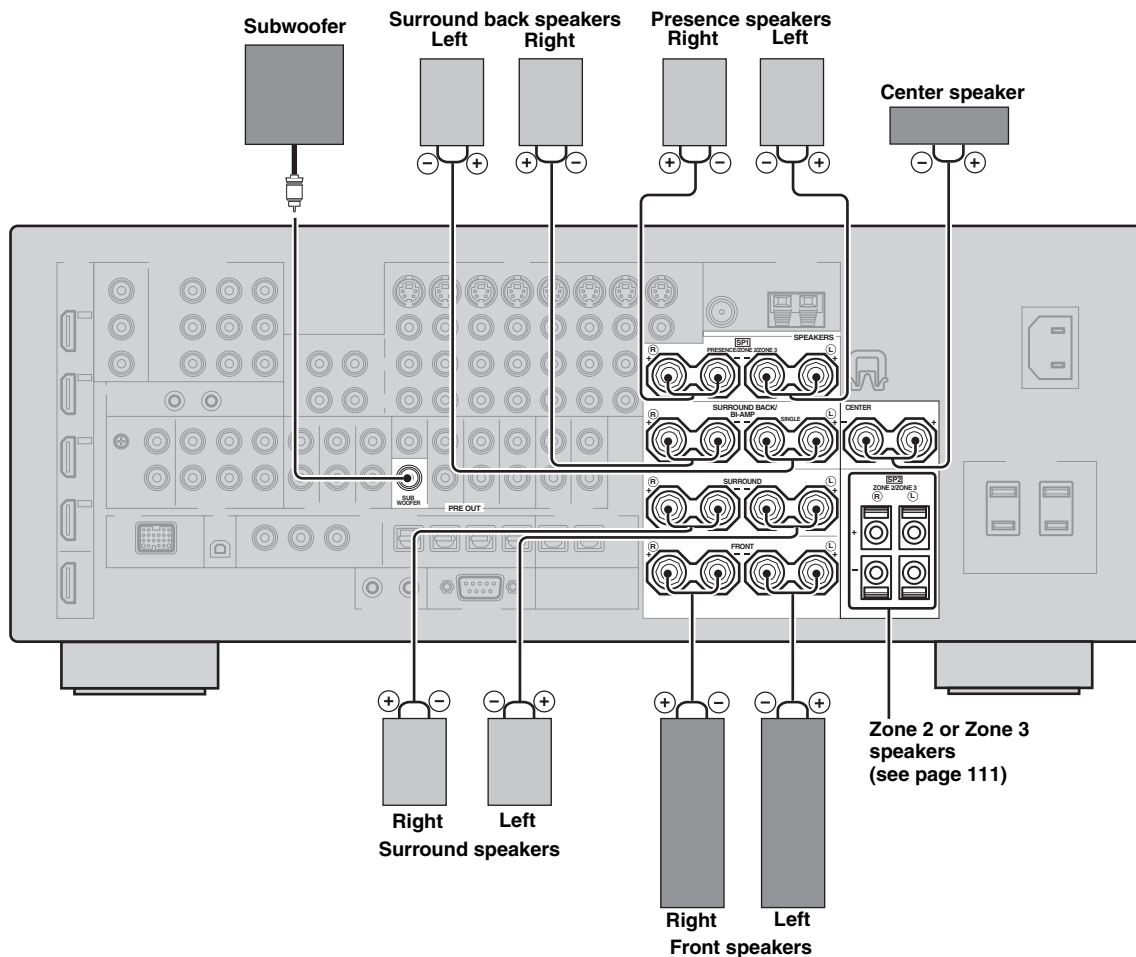 Subwoofer
Surround back speakers
Left Right
Presence speakers
Right Left
Center speaker
− + + −
+ − − +
− +
SPEAKERS
R SP1 L
+ PRESENCE/ZONE 2/ZONE 3 +
R SURROUND BACK/ L
+ BI-AMP SINGLE +
CENTER
+
SP2
ZONE 2/ZONE 3
R L
+
−
SUB
WOOFER
PRE OUT
R SURROUND L
+ +
R FRONT L
+ +
+ − − +
+ − − +
Right Left
Surround speakers
Right Left
Front speakers
Zone 2 or Zone 3
speakers
(see page 111)